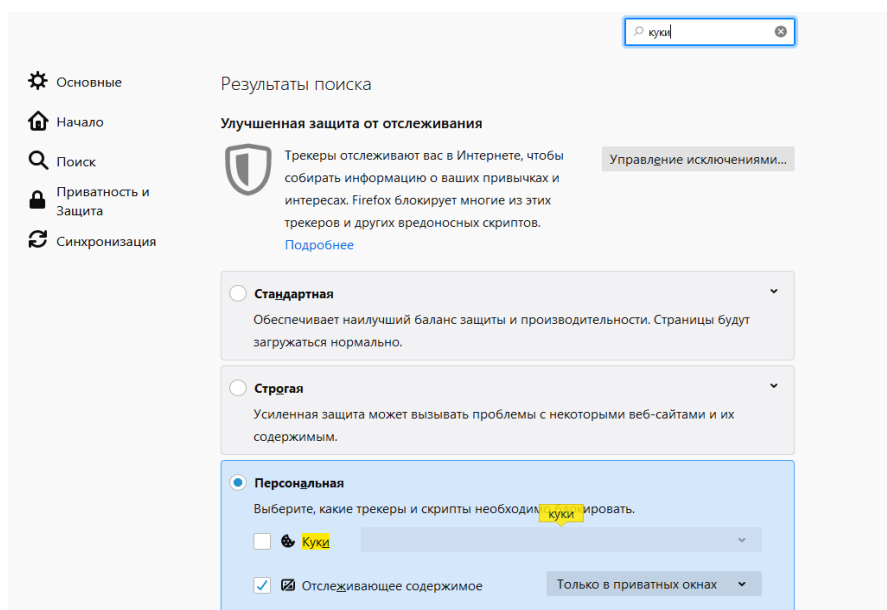 куки
Основные
Начало
Поиск
Приватность и
Защита
Синхронизация
Результаты поиска
Улучшенная защита от отслеживания
Трекеры отслеживают вас в Интернете, чтобы
собирать информацию о ваших привычках и
интересах. Firefox блокирует многие из этих
трекеров и других вредоносных скриптов.
Подробнее
Управление исключениями...
Стандартная
Обеспечивает наилучший баланс защиты и производительности. Страницы будут
загружаться нормально.
Строгая
Усиленная защита может вызывать проблемы с некоторыми веб-сайтами и их
содержимым.
Персональная
Выберите, какие трекеры и скрипты необходимо блокировать.
куки
Куки
Отслеживающее содержимое
Только в приватных окнах